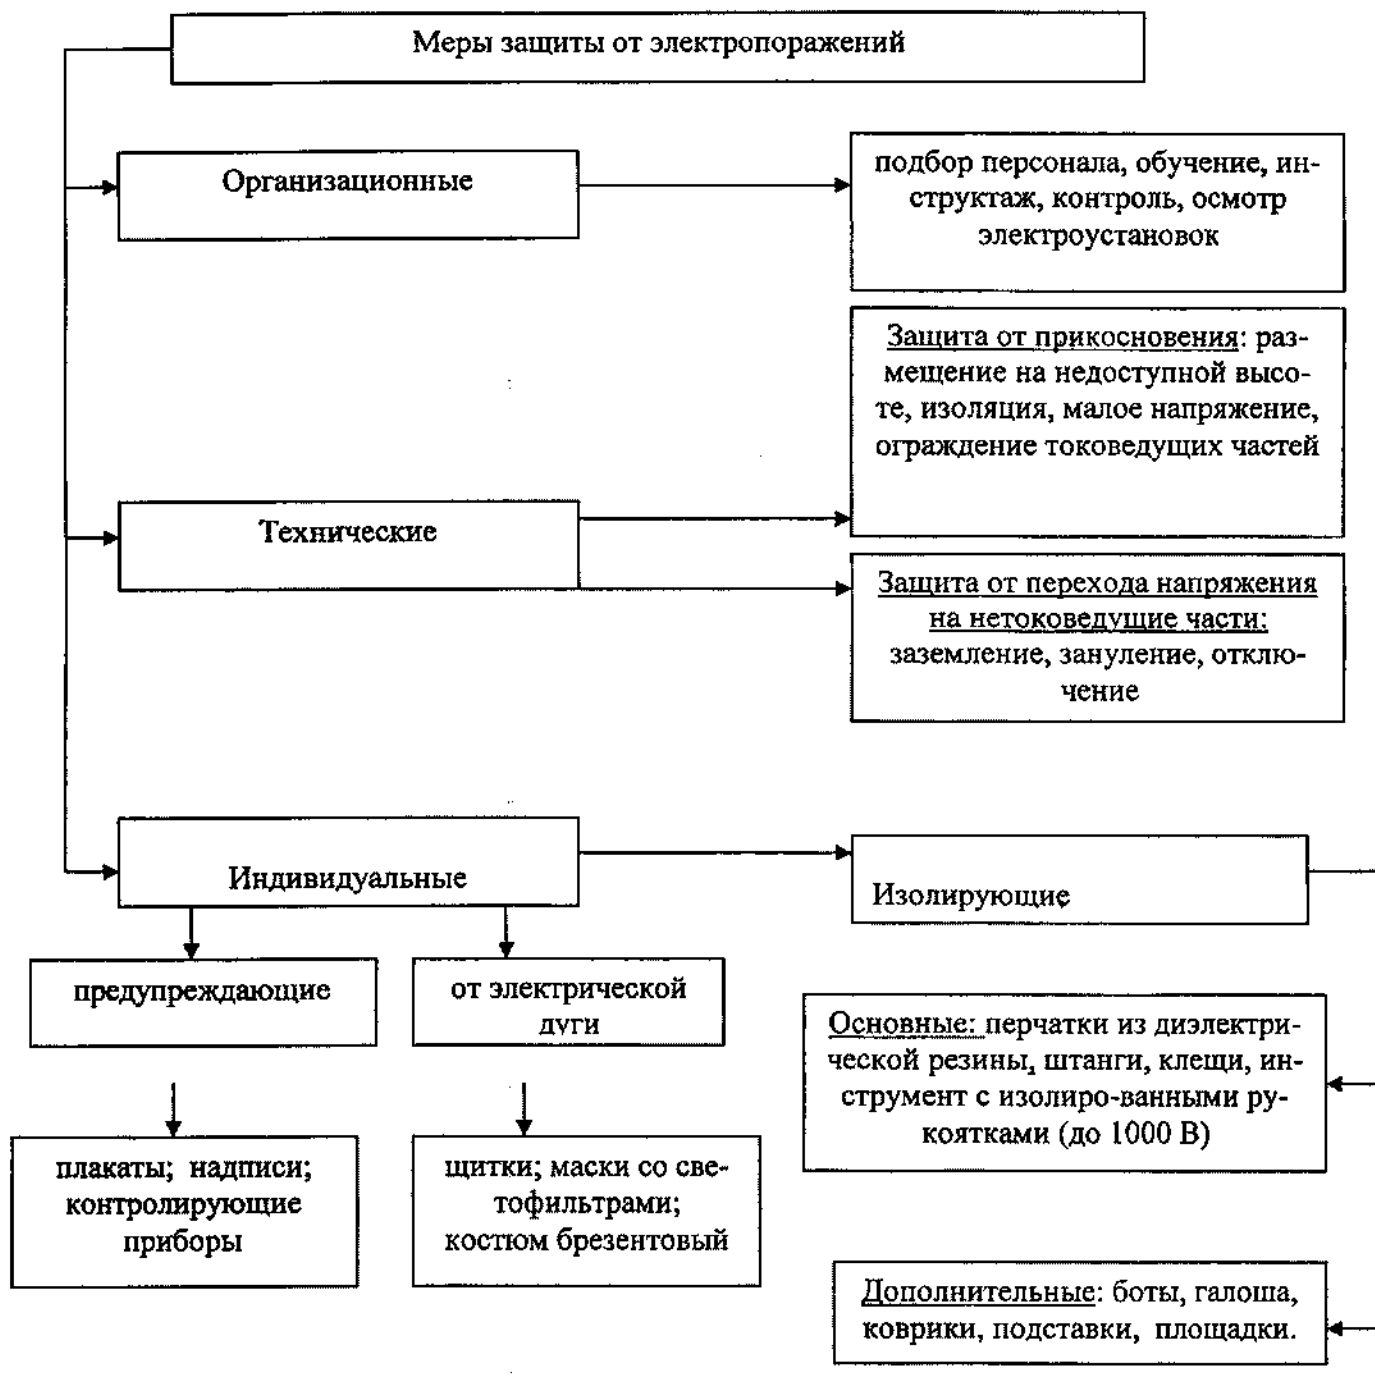 Меры защиты от электропоражений
Организационные
подбор персонала, обучение, ин-
структаж, контроль, осмотр
электроустановок
Защита от прикосновения: раз-
мещение на недоступной высо-
те, изоляция, малое напряжение,
ограждение токоведущих частей
Технические
Защита от перехода напряжения
на нетоковедущие части:
заземление, зануление, отклю-
чение
Индивидуальные
Изолирующие
предупреждающие
от электрической
дуги
Основные: перчатки из диэлектри-
ческой резины, штанги, клещи, ин-
струмент с изолиро-ванными ру-
коятками (до 1000 В)
плакаты; надписи;
контролирующие
приборы
щитки; маски со све-
тофильтрами;
костюм брезентовый
Дополнительные: боты, галоша,
коврики, подставки, площадки.